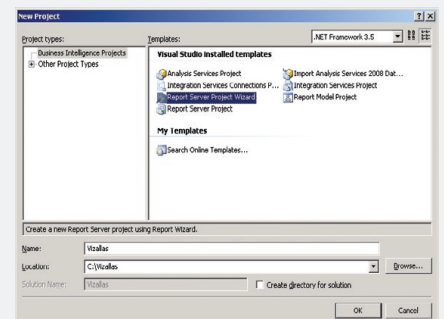 New Project
Project types:
Templates:
.NET Framework 3.5
Business Intelligence Projects
Other Project Types
Visual Studio installed templates
Analysis Services Project
Import Analysis Services 2008 Dat...
Integration Services Connections P...
Integration Services Project
Report Server Project Wizard
Report Model Project
Report Server Project
My Templates
Search Online Templates...
Create a new Report Server project using Report Wizard.
Name:
Vizallas
Location:
C:\Vizallas
Browse...
Solution Name:
Vizallas
Create directory for solution
OK
Cancel